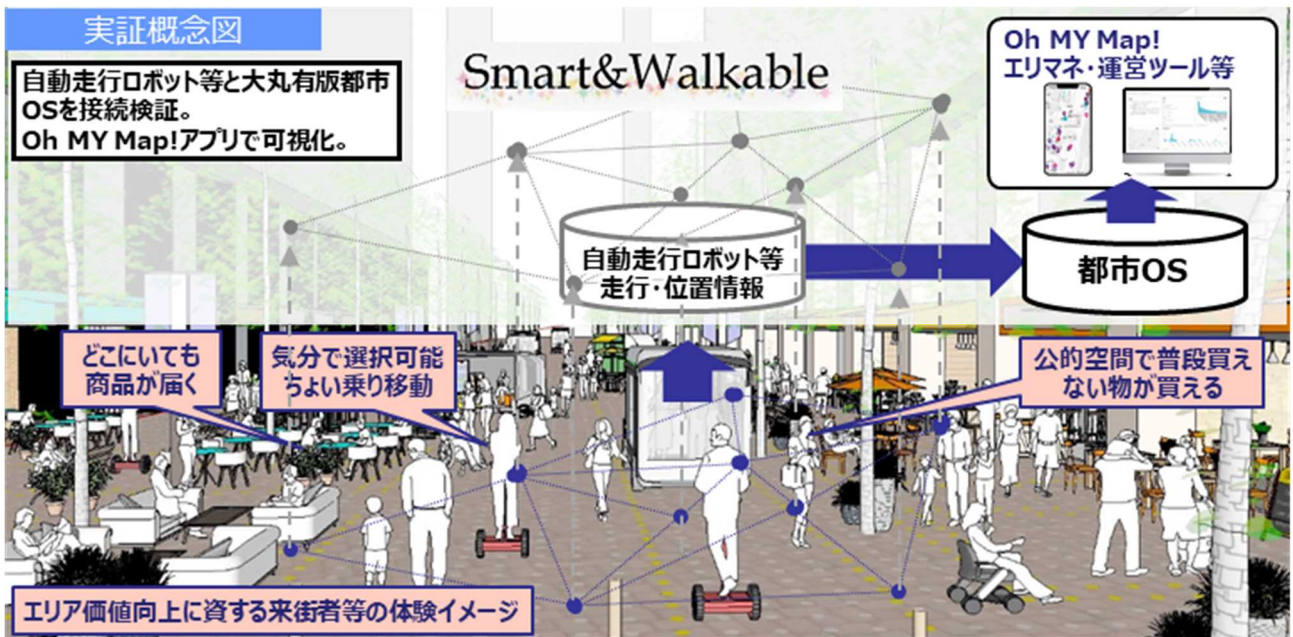 実証概念図
自動走行ロボット等と大丸有版都市
OSを接続検証。
Oh MY Map!アプリで可視化。
Smart&Walkable
Oh MY Map!
エリマネ・運営ツール等
自動走行ロボット等
走行・位置情報
都市OS
どこにいても
商品が届く
気分で選択可能
ちょい乗り移動
公的空間で普段買え
ない物が買える
エリア価値向上に資する来街者等の体験イメージ